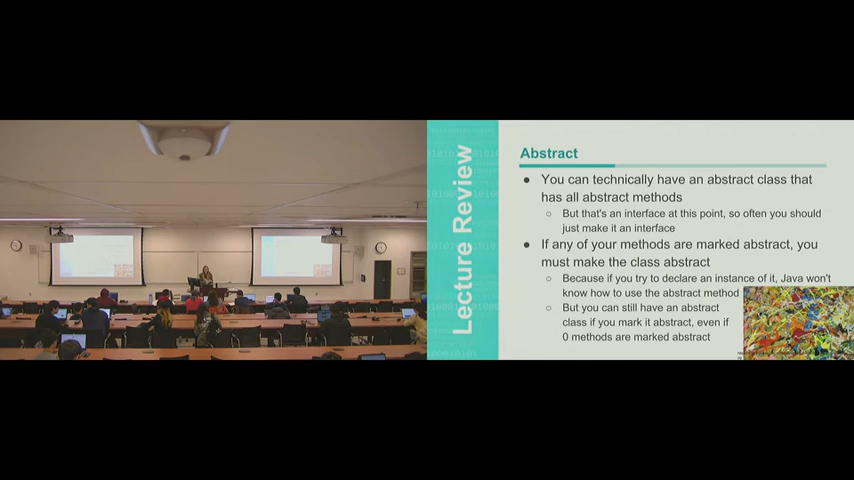 Lecture Review
Abstract
● You can technically have an abstract class that
has all abstract methods
○ But that's an interface at this point, so often you should
just make it an interface
● If any of your methods are marked abstract, you
must make the class abstract
○ Because if you try to declare an instance of it, Java won't
know how to use the abstract method
○ But you can still have an abstract
class if you mark it abstract, even if
0 methods are marked abstract